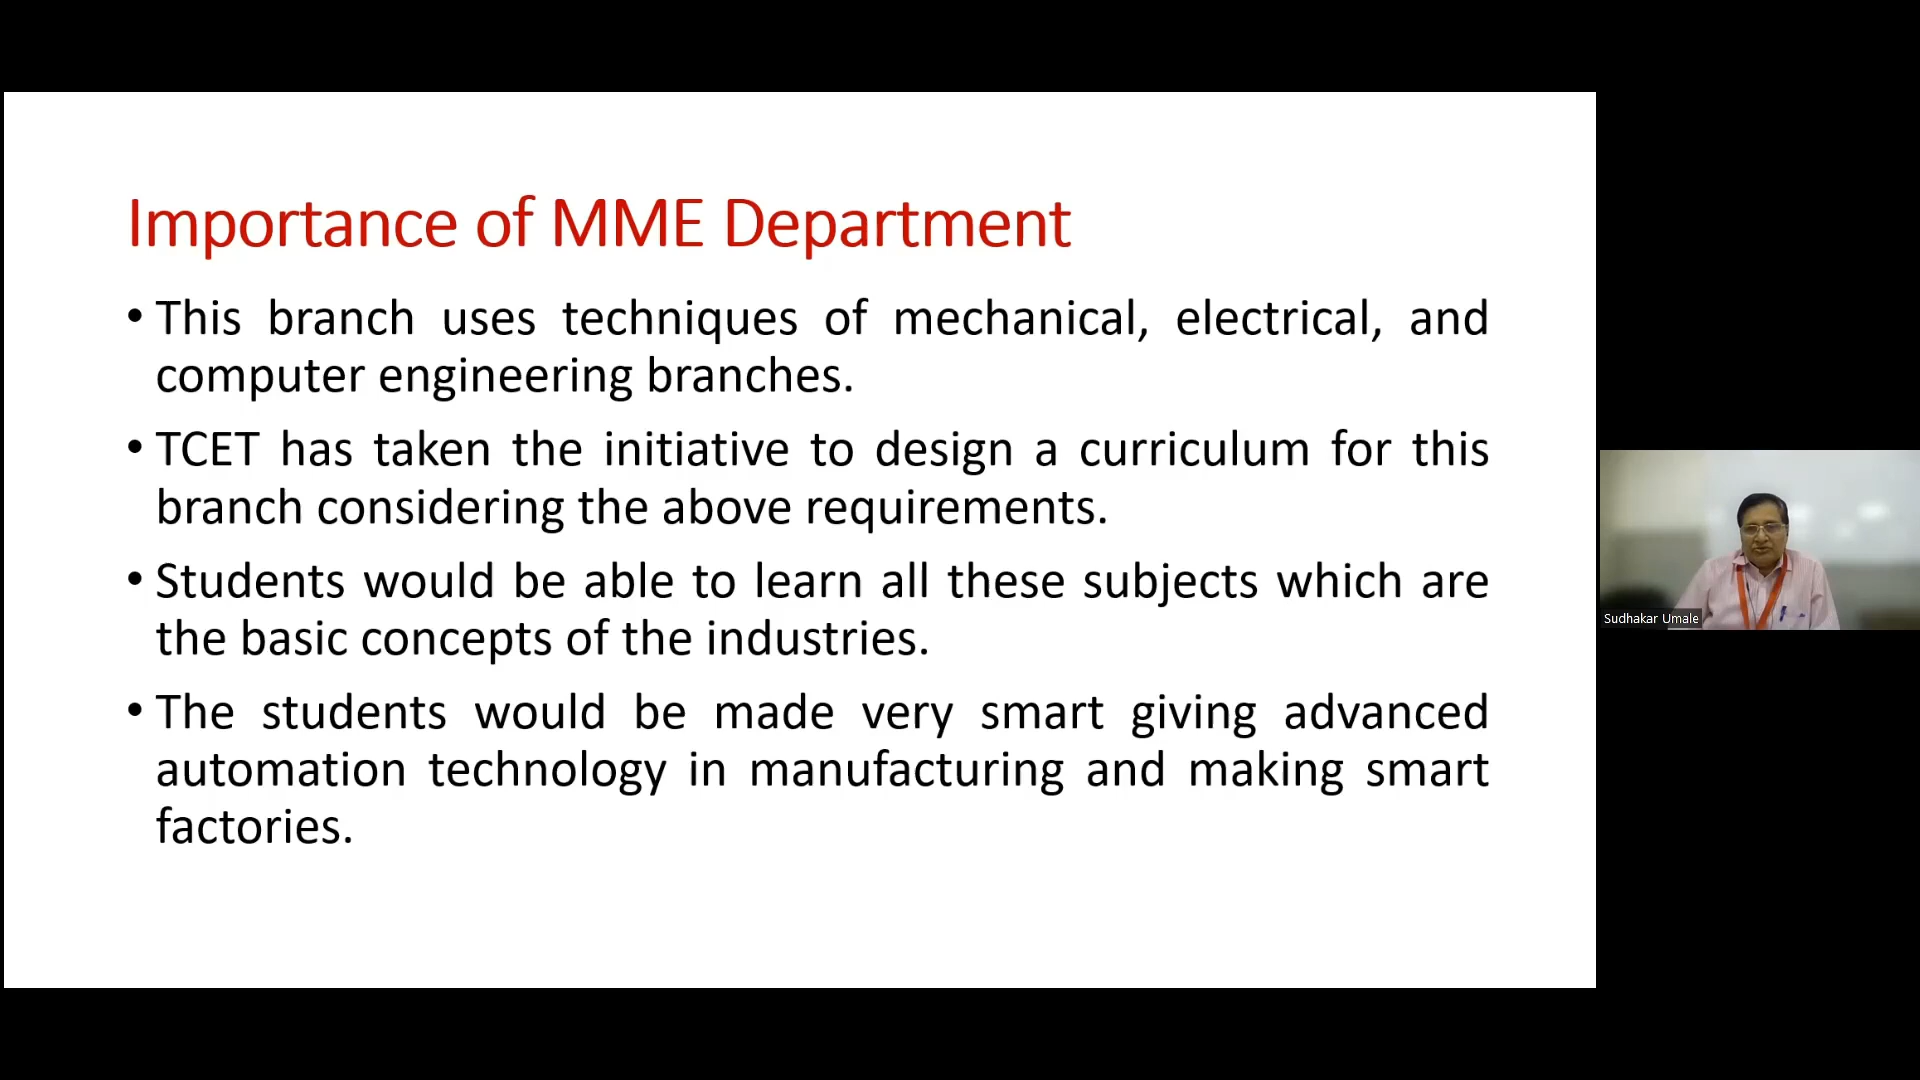 Importance of MME Department
• This branch uses techniques of mechanical, electrical, and
computer engineering branches.
• TCET has taken the initiative to design a curriculum for this
branch considering the above requirements.
• Students would be able to learn all these subjects which are
the basic concepts of the industries.
• The students would be made very smart giving advanced
automation technology in manufacturing and making smart
factories.
Sudhakar Umale